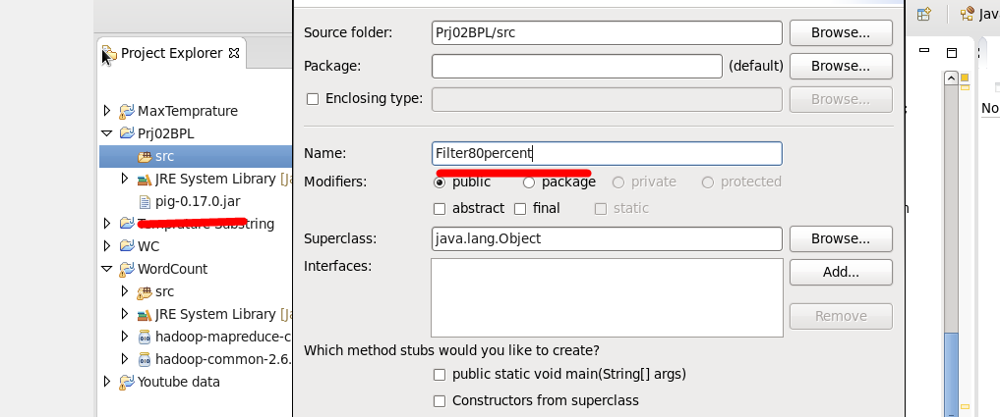 Project Explorer
MaxTemprature
Prj02BPL
src
JRE System Library [Ja
pig-0.17.0.jar
Temprature Substring
WC
WordCount
src
JRE System Library [Ja
hadoop-mapreduce-c
hadoop-common-2.6.
Youtube data
Source folder: Prj02BPL/src Browse...
Package: (default) Browse...
Enclosing type: Browse...
Name: Filter80percent
Modifiers: public package private protected
abstract final static
Superclass: java.lang.Object Browse...
Interfaces: Add...
Remove
Which method stubs would you like to create?
public static void main(String[] args)
Constructors from superclass
Java
No